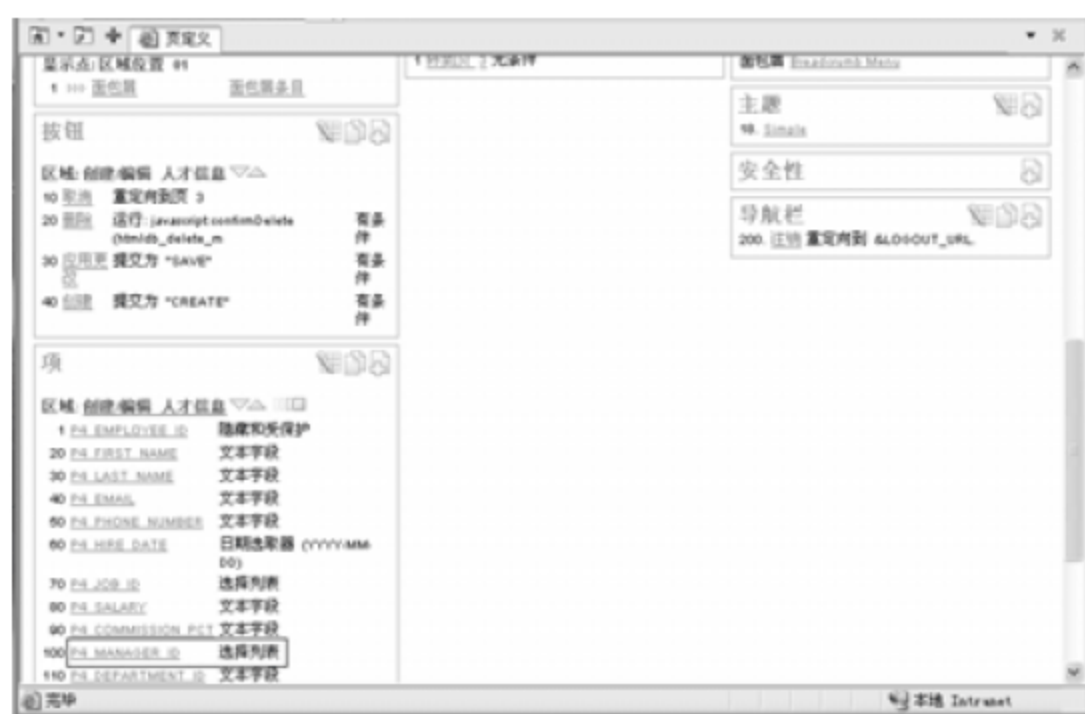 页定义
显示点: 区域位置 01
1 >>> 面包屑 面包屑条目
按钮
区域: 创建/编辑 人才信息
10 取消 重定向到页 3
20 删除 运行: javascript:confirmDelete 有条
(htmldb_delete_m 件
30 应用更 提交为 "SAVE" 有条
改 件
40 创建 提交为 "CREATE" 有条
件
项
区域: 创建/编辑 人才信息
1 P4_EMPLOYEE_ID 隐藏和受保护
20 P4_FIRST_NAME 文本字段
30 P4_LAST_NAME 文本字段
40 P4_EMAIL 文本字段
50 P4_PHONE_NUMBER 文本字段
60 P4_HIRE_DATE 日期选取器 (YYYY-MM-
DD)
70 P4_JOB_ID 选择列表
80 P4_SALARY 文本字段
90 P4_COMMISSION_PCT 文本字段
100 P4_MANAGER_ID 选择列表
110 P4_DEPARTMENT_ID 文本字段
无条件
面包屑 Breadcrumb Menu
主题
18. Simple
安全性
导航栏
200. 注销 重定向到 &LOGOUT_URL.
完毕
本地 Intranet